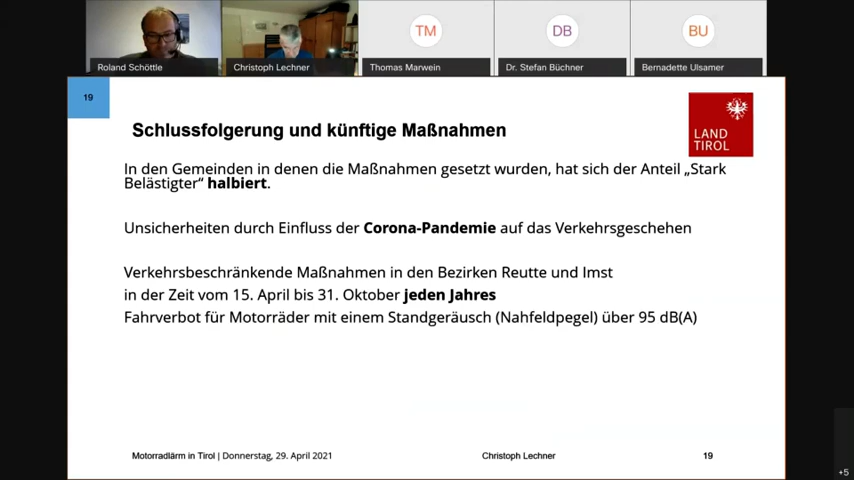 TM
DB
BU
Roland Schöttle
Christoph Lechner
Thomas Marwein
Dr. Stefan Büchner
Bernadette Ulsamer
19
Schlussfolgerung und künftige Maßnahmen
LAND
TIROL
In den Gemeinden in denen die Maßnahmen gesetzt wurden, hat sich der Anteil „Stark
Belästigter“ halbiert.
Unsicherheiten durch Einfluss der Corona-Pandemie auf das Verkehrsgeschehen
Verkehrsbeschränkende Maßnahmen in den Bezirken Reutte und Imst
in der Zeit vom 15. April bis 31. Oktober jeden Jahres
Fahrverbot für Motorräder mit einem Standgeräusch (Nahfeldpegel) über 95 dB(A)
Motorradlärm in Tirol | Donnerstag, 29. April 2021
Christoph Lechner
19
+5